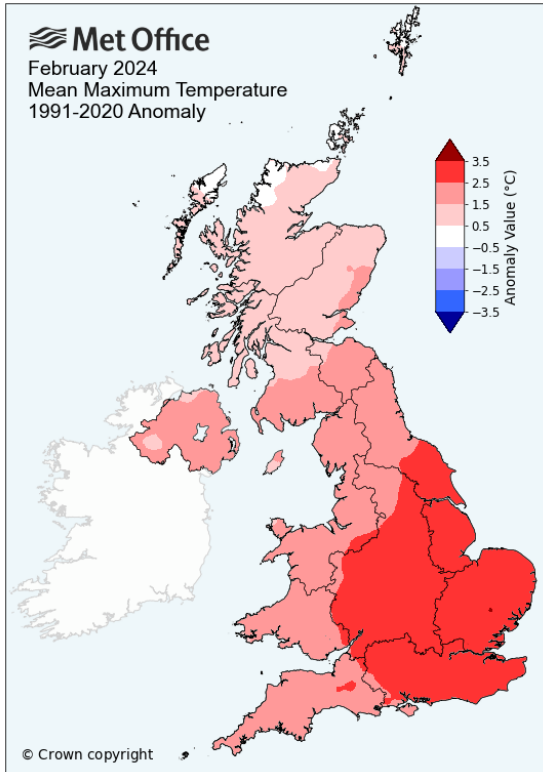 Met Office
February 2024
Mean Maximum Temperature
1991-2020 Anomaly
3.5
2.5
1.5
0.5
−0.5
−1.5
−2.5
−3.5
Anomaly Value (°C)
© Crown copyright